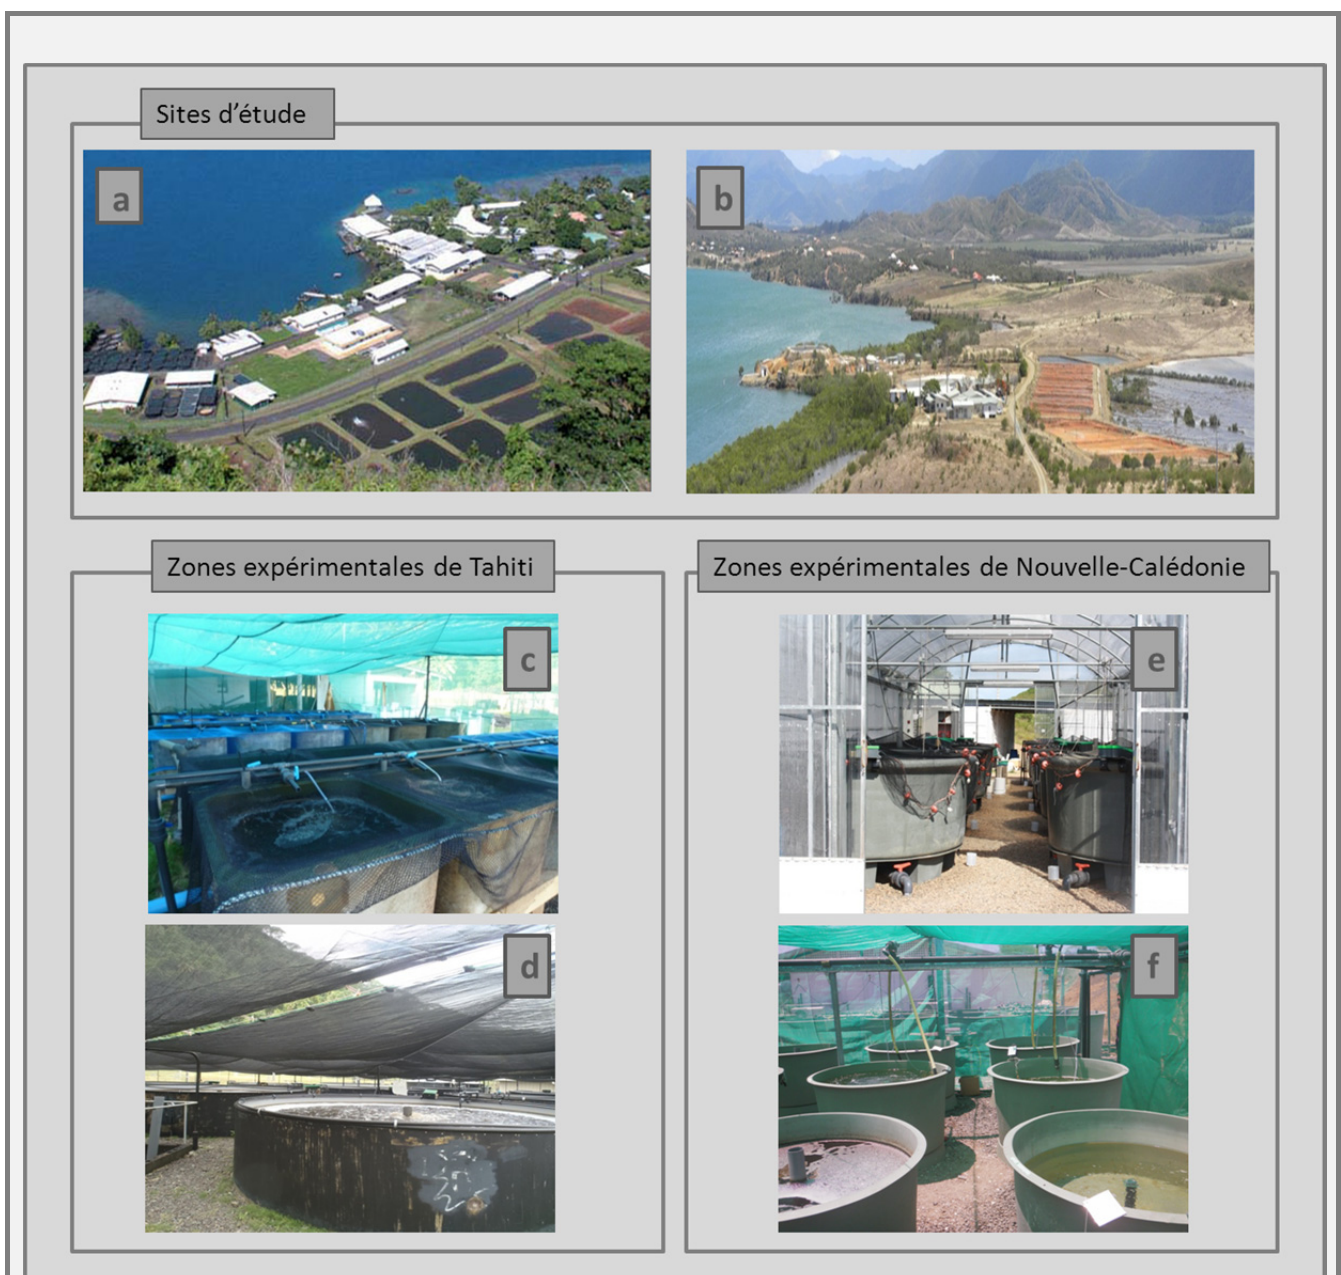 Sites d'étude
a
b
Zones expérimentales de Tahiti
Zones expérimentales de Nouvelle-Calédonie
c
e
d
f